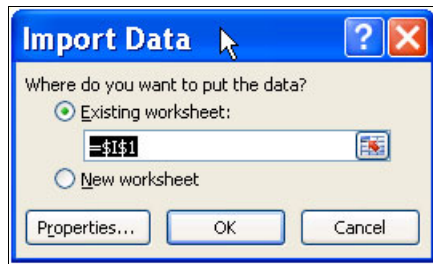 Import Data
Where do you want to put the data?
Existing worksheet:
=$I$1
New worksheet
Properties... OK Cancel